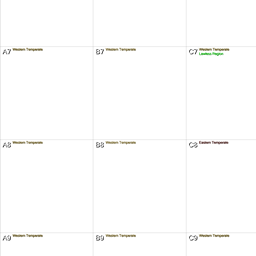 A7 Western Temperate
B7 Western Temperate
C7 Western Temperate
Lawless Region
A8 Western Temperate
B8 Western Temperate
C8 Eastern Temperate
A9 Western Temperate
B9 Western Temperate
C9 Western Temperate